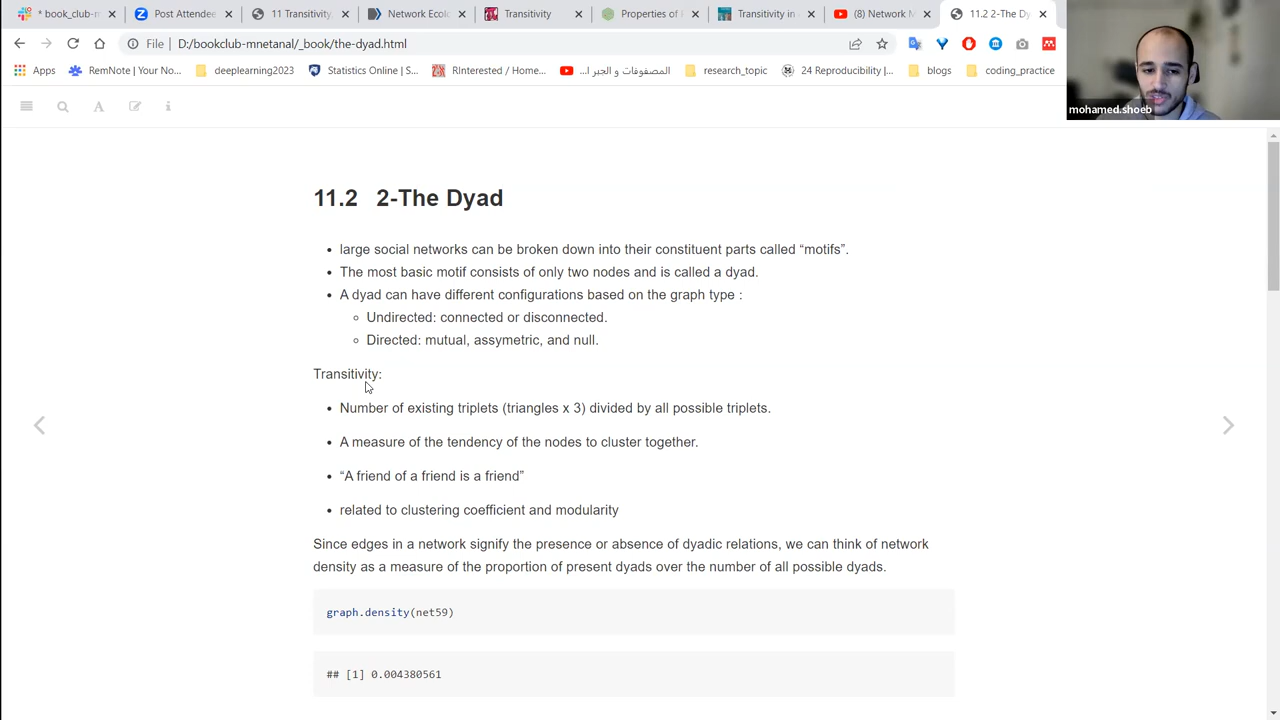 * book_club-m
Post Attendee
11 Transitivity,
Network Ecol
Transitivity
Properties of
Transitivity in
(8) Network M
11.2 2-The Dy
File
D:/bookclub-mnetanal/_book/the-dyad.html
Apps
RemNote | Your No...
deeplearning2023
Statistics Online | S...
RInterested / Home...
المصفوفات و الجبر ا...
research_topic
24 Reproducibility |...
blogs
coding_practice
mohamed.shoeb
11.2 2-The Dyad
• large social networks can be broken down into their constituent parts called “motifs”.
• The most basic motif consists of only two nodes and is called a dyad.
• A dyad can have different configurations based on the graph type :
◦ Undirected: connected or disconnected.
◦ Directed: mutual, assymetric, and null.
Transitivity:
• Number of existing triplets (triangles x 3) divided by all possible triplets.
• A measure of the tendency of the nodes to cluster together.
• “A friend of a friend is a friend”
• related to clustering coefficient and modularity
Since edges in a network signify the presence or absence of dyadic relations, we can think of network
density as a measure of the proportion of present dyads over the number of all possible dyads.
graph.density(net59)
## [1] 0.004380561